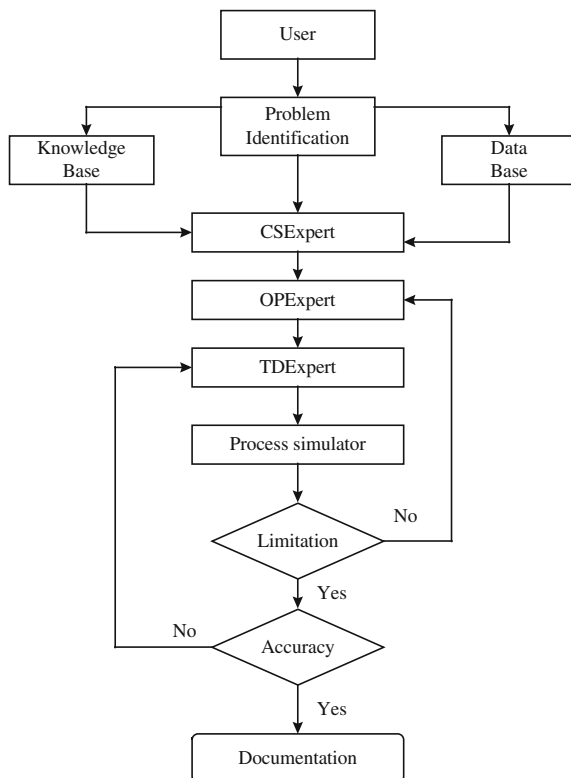 User
Problem
Identification
Knowledge
Base
Data
Base
CSExpert
OPExpert
TDExpert
Process simulator
Limitation
No
Yes
Accuracy
No
Yes
Documentation